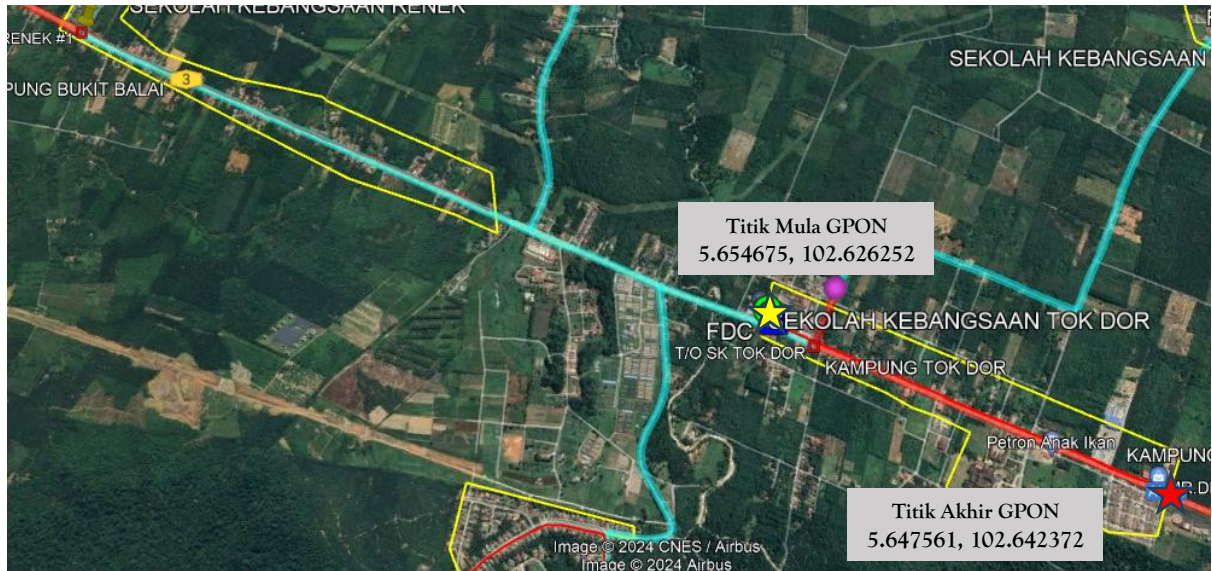 SEKOLAH KEBANGSAAN RENEK
RENEK #1
3
PUNG BUKIT BALAI
SEKOLAH KEBANGSAAN
Titik Mula GPON
5.654675, 102.626252
EKOLAH KEBANGSAAN TOK DOR
FDC
T/O SK TOK DOR
KAMPUNG TOK DOR
Petron Anak Ikan
KAMPUNG
MR.D
Titik Akhir GPON
5.647561, 102.642372
Image © 2024 CNES / Airbus
Image © 2024 Airbus